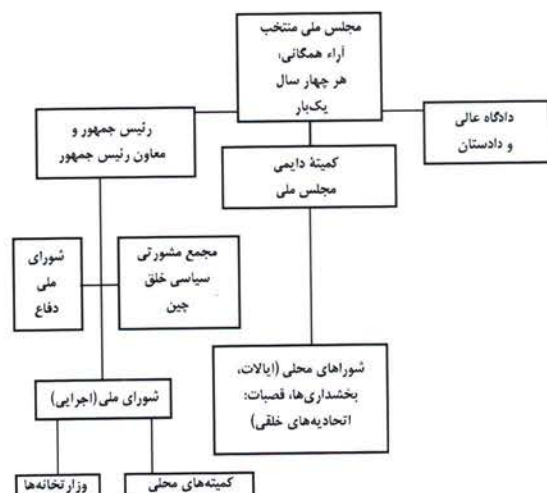 مجلس ملی منتخب
آراء همگانی؛
هر چهار سال
یک‌بار
دادگاه عالی
و دادستان
رئیس جمهور و
معاون رئیس جمهور
کمیتهٔ دایمی
مجلس ملی
مجمع مشورتی
سیاسی خلق
چین
شورای
ملی
دفاع
شوراهای محلی (ایالات،
بخشداری‌ها، قصبات:
اتحادیه‌های خلقی)
شورای ملی(اجرایی)
کمیته‌های محلی
وزارتخانه‌ها